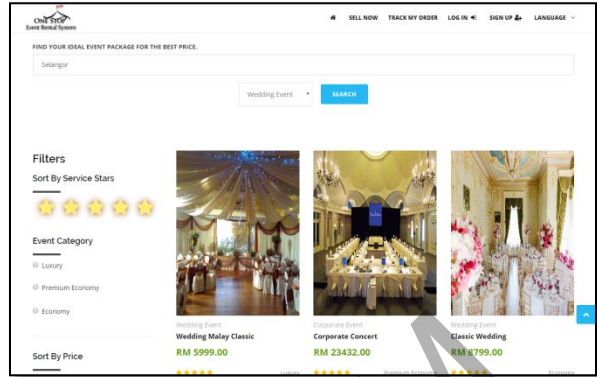 ONE STOP
Event Rental System
SELL NOW TRACK MY ORDER LOG IN SIGN UP LANGUAGE
FIND YOUR IDEAL EVENT PACKAGE FOR THE BEST PRICE.
Selangor
Wedding Event SEARCH
Filters
Sort By Service Stars
Event Category
Luxury
Premium Economy
Economy
Sort By Price
Wedding Event
Wedding Malay Classic
RM 5999.00
Luxury
Corporate Event
Corporate Concert
RM 23432.00
Premium Economy
Wedding Event
Classic Wedding
RM 8799.00
Economy